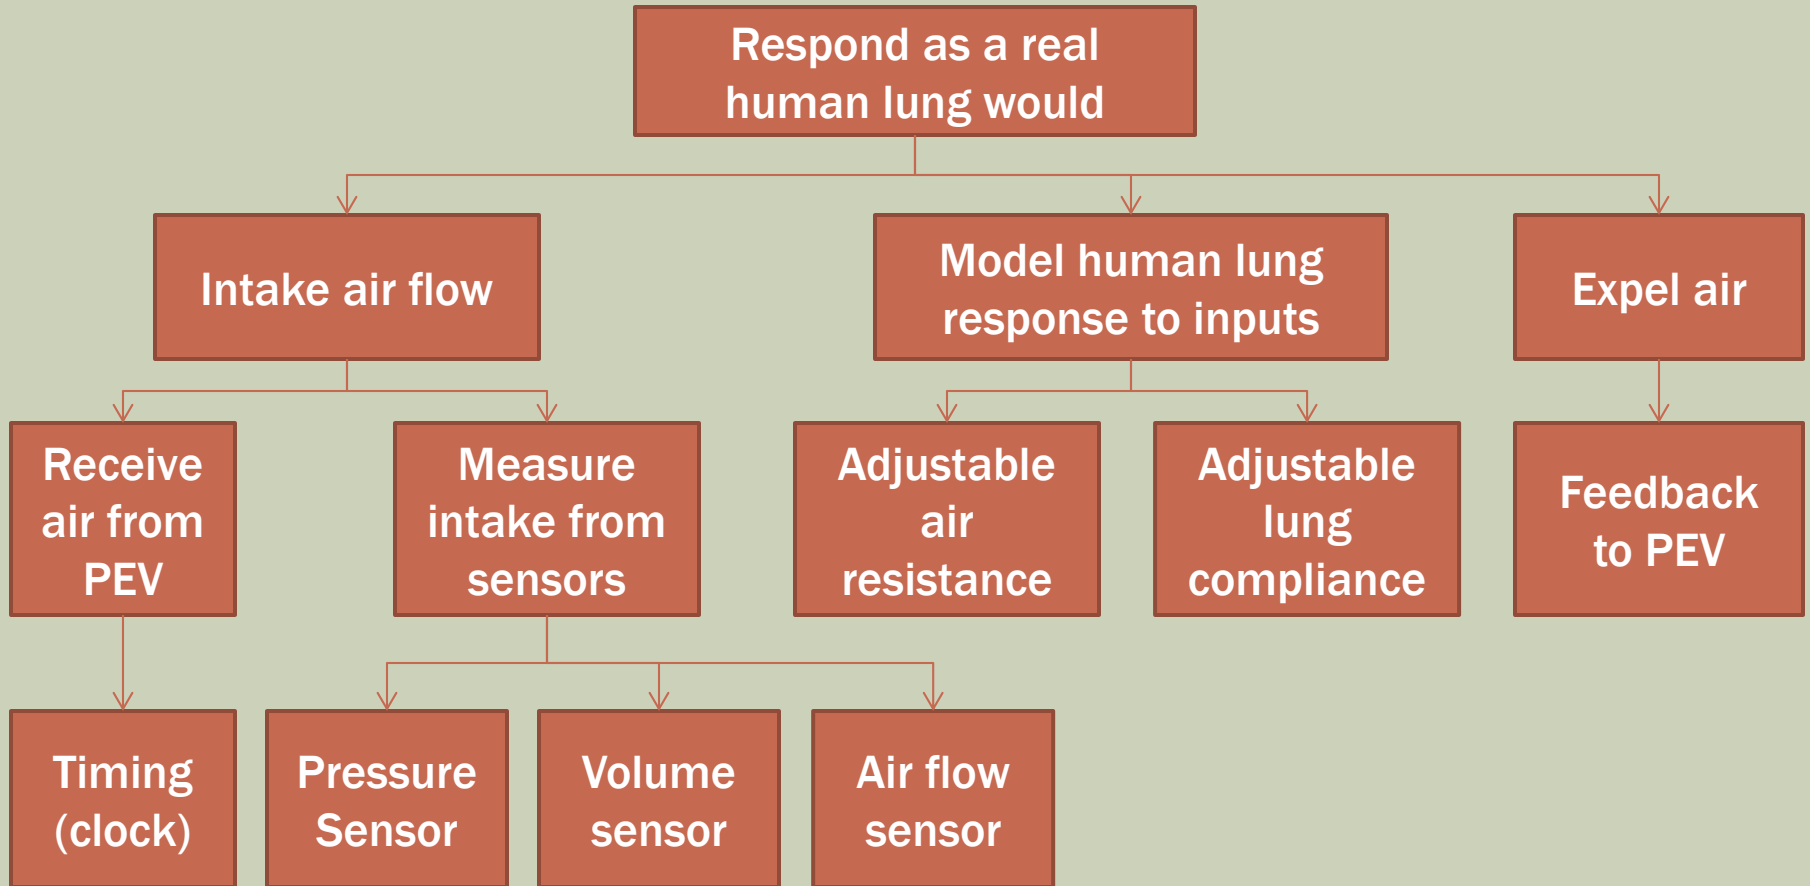 Respond as a real
human lung would
Intake air flow
Model human lung
response to inputs
Expel air
Receive
air from
PEV
Measure
intake from
sensors
Adjustable
air
resistance
Adjustable
lung
compliance
Feedback
to PEV
Timing
(clock)
Pressure
Sensor
Volume
sensor
Air flow
sensor